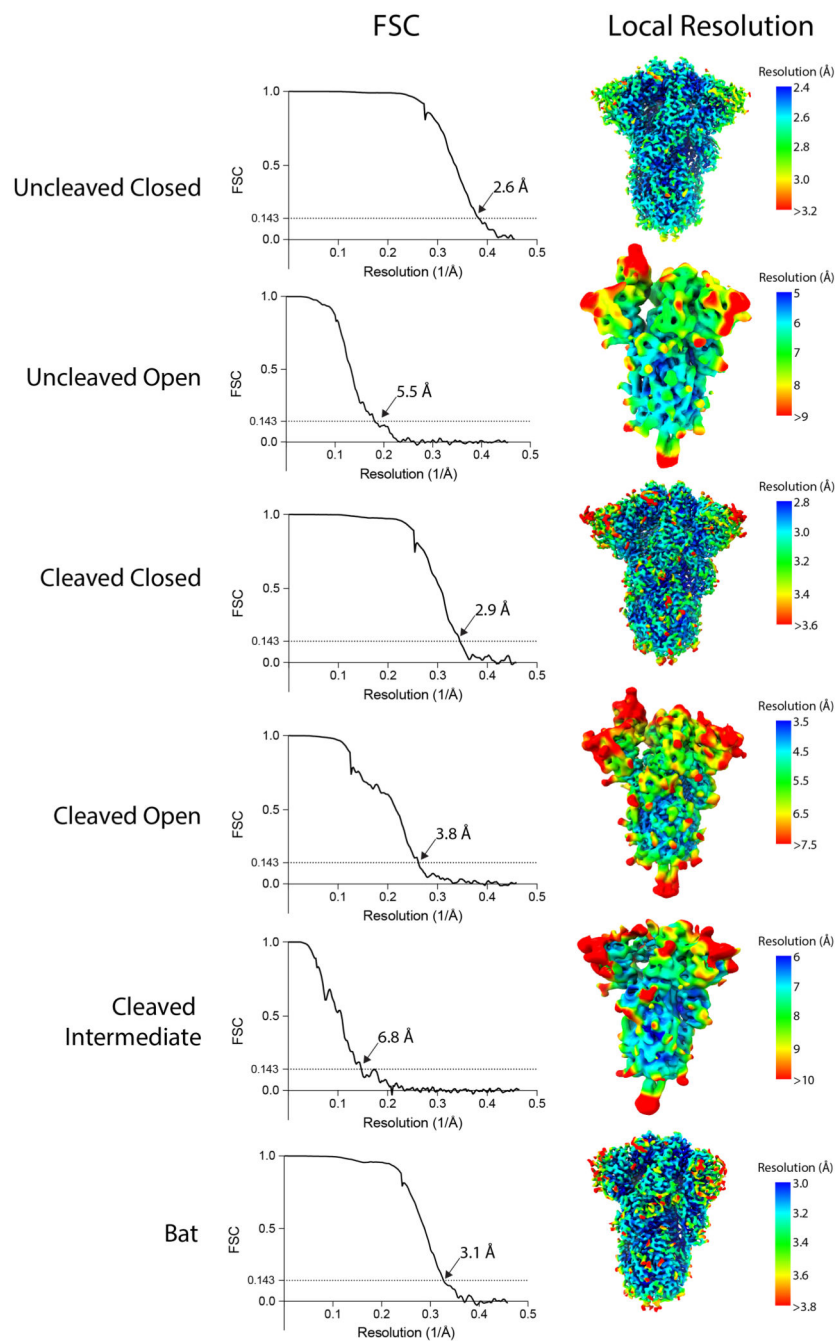 FSC
Local Resolution
Uncleaved Closed
FSC
1.0
0.5
0.143
0.0
2.6 Å
0.1
0.2
0.3
0.4
0.5
Resolution (1/Å)
Resolution (Å)
2.4
2.6
2.8
3.0
>3.2
Uncleaved Open
FSC
1.0
0.5
0.143
0.0
5.5 Å
0.1
0.2
0.3
0.4
0.5
Resolution (1/Å)
Resolution (Å)
5
6
7
8
>9
Cleaved Closed
FSC
1.0
0.5
0.143
0.0
2.9 Å
0.1
0.2
0.3
0.4
0.5
Resolution (1/Å)
Resolution (Å)
2.8
3.0
3.2
3.4
>3.6
Cleaved Open
FSC
1.0
0.5
0.143
0.0
3.8 Å
0.1
0.2
0.3
0.4
0.5
Resolution (1/Å)
Resolution (Å)
3.5
4.5
5.5
6.5
>7.5
Cleaved
Intermediate
FSC
1.0
0.5
0.143
0.0
6.8 Å
0.1
0.2
0.3
0.4
0.5
Resolution (1/Å)
Resolution (Å)
6
7
8
9
>10
Bat
FSC
1.0
0.5
0.143
0.0
3.1 Å
0.1
0.2
0.3
0.4
0.5
Resolution (1/Å)
Resolution (Å)
3.0
3.2
3.4
3.6
>3.8